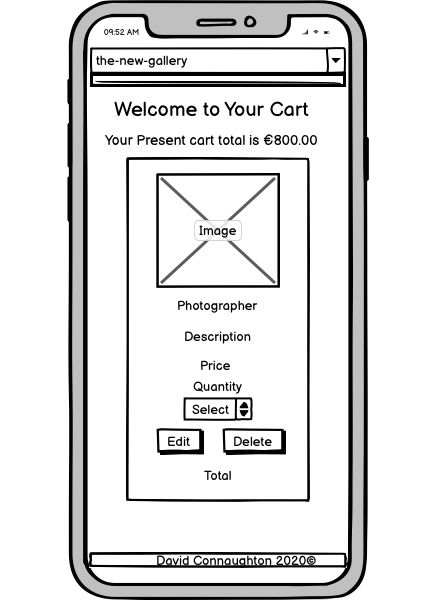 09:52 AM
the-new-gallery
Welcome to Your Cart
Your Present cart total is €800.00
Image
Photographer
Description
Price
Quantity
Select
Edit Delete
Total
David Connaughton 2020©